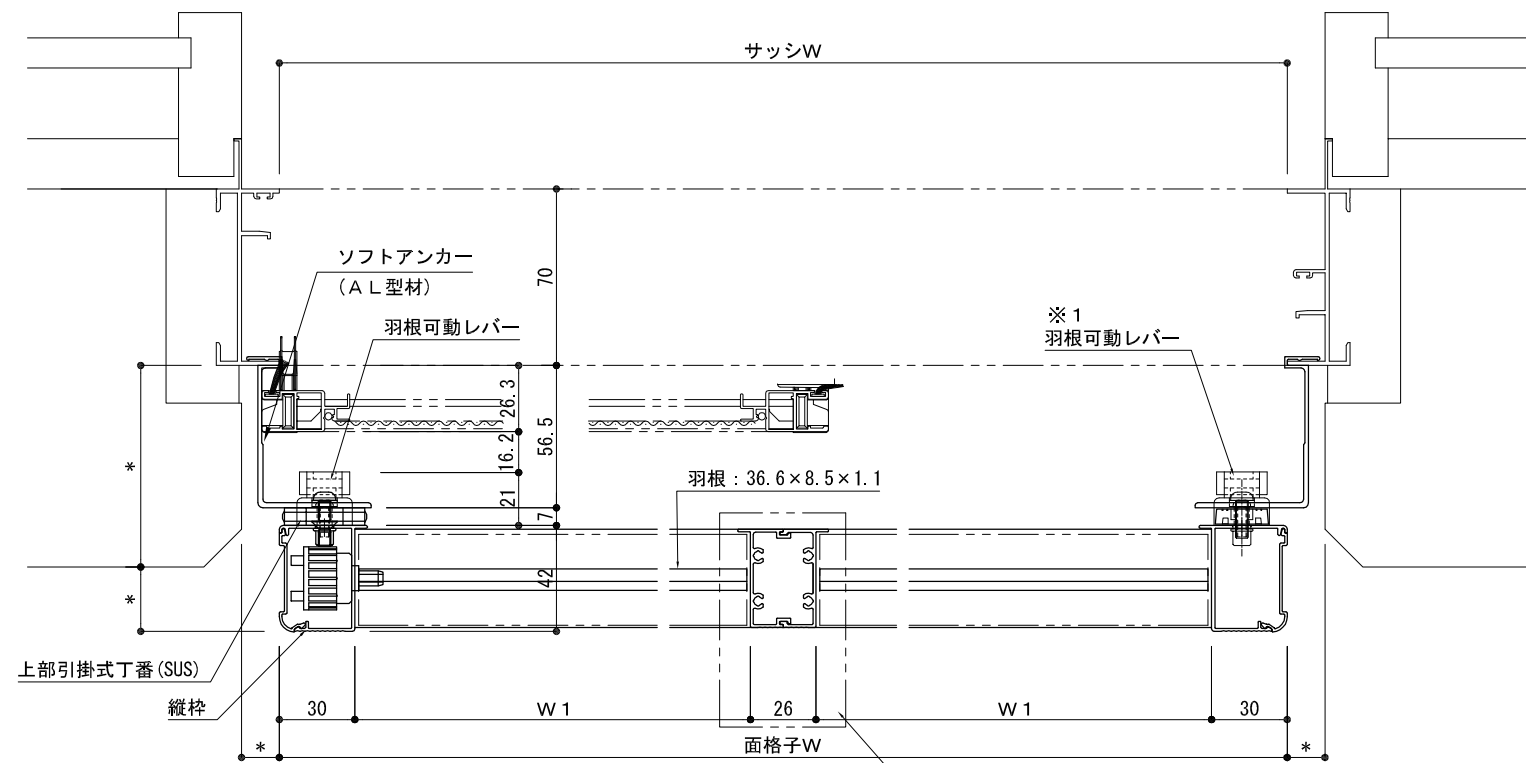 サッシW
ソフトアンカー
(AL型材)
羽根可動レバー
※1
羽根可動レバー
70
26.3
56.5
16.2
21
7
42
羽根：36.6×8.5×1.1
*
*
上部引掛式丁番(SUS)
縦枠
30
W1
26
W1
30
*
面格子W
*